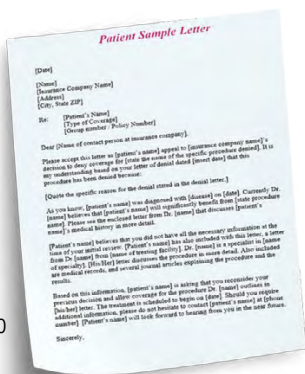 Patient Sample Letter
[Date]
[Name]
[Insurance Company Name]
[Address]
[City, State ZIP]
Re: [Patient's Name]
[Type of Coverage]
[Group number / Policy Number]
Dear [Name of contact person at insurance company],
Please accept this letter as [patient's name] appeal to [insurance company name]'s
decision to deny coverage for [state the name of the specific procedure denied]. It is
my understanding based on your letter of denial dated [insert date] that this
procedure has been denied because:
[Quote the specific reason for the denial stated in the denial letter.]
As you know, [patient's name] was diagnosed with [disease] on [date]. Currently Dr.
[name] believes that [patient's name] will significantly benefit from [state procedure
name]. Please see the enclosed letter from Dr. [name] that discusses [patient's
name]'s medical history in more detail.
[Patient's name] believes that you did not have all the necessary information at the
time of your initial review. [Patient's name] has also included with this letter, a letter
from Dr. [name] from [name of treating facility]. Dr. [name] is a specialist in [name
of specialty]. [His/Her] letter discusses the procedure in more detail. Also included
are medical records, and several journal articles explaining the procedure and the
results.
Based on this information, [patient's name] is asking that you reconsider your
previous decision and allow coverage for the procedure Dr. [name] outlines in
[his/her] letter. The treatment is scheduled to begin on [date]. Should you require
additional information, please do not hesitate to contact [patient's name] at [phone
number]. [Patient's name] will look forward to hearing from you in the near future.
Sincerely,
0